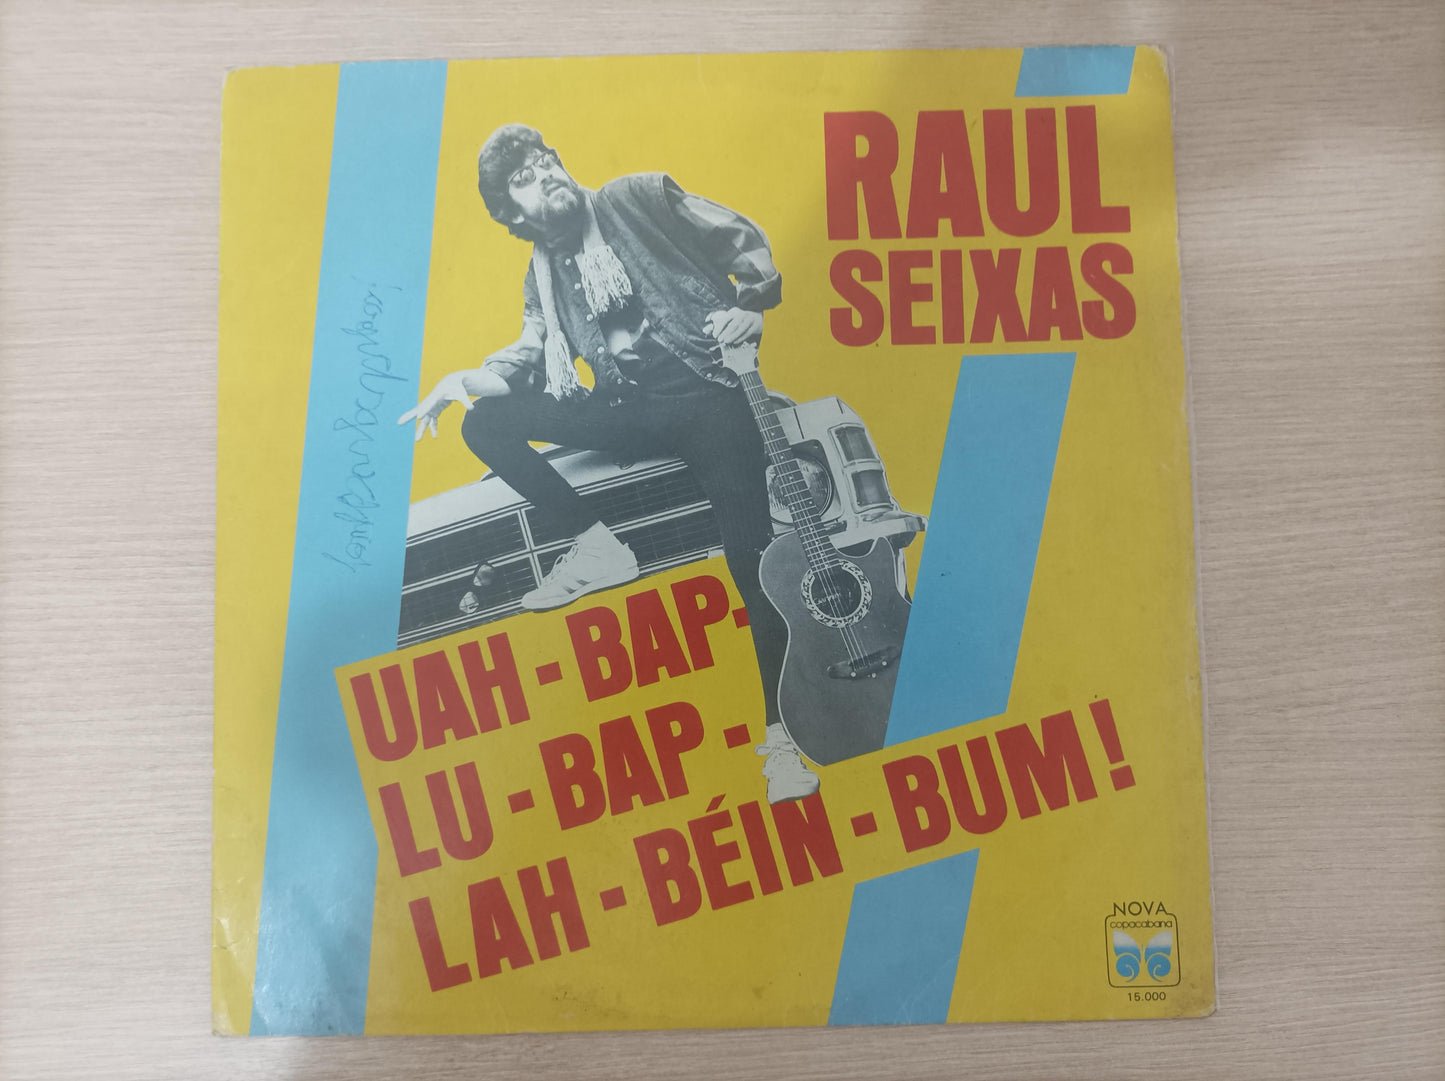 RAUL
SEIXAS
UAH-BAP-
LU-BAP-
LAH-BÉIN-BUM!
NOVA
copacabana
15.000